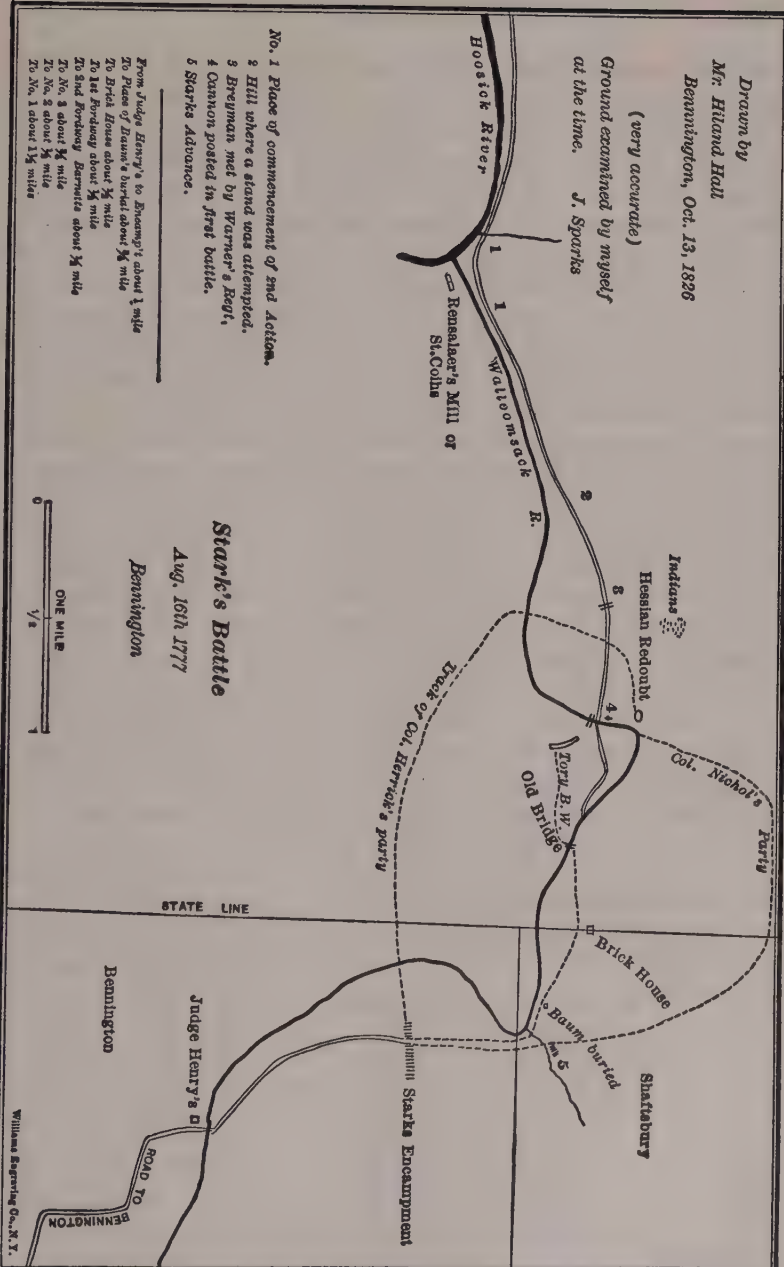 Drawn by
Mr. Hiland Hall
Bennnington, Oct. 13, 1826
(very accurate)
Ground examined by myself
at the time. J. Sparks
Hoosick River
1
1
Rensalaer's Mill or
St.Coihs
Walloomsack R.
2
3
Indians
Hessian Redoubt
4
Col. Nichol's Party
Tory B.W.
Old Bridge
Track of Col. Herrick's party
STATE LINE
Brick House
Baum buried
5
Shaftsbury
Starks Encampment
Judge Henry's
Bennington
ROAD TO
BENNINGTON
No. 1 Place of commencement of 2nd Action.
2 Hill where a stand was attempted.
3 Breyman met by Warner's Regt.
4 Cannon posted in first battle.
5 Starks Advance.
From Judge Henry's to Encamp't about 1 mile
To Place of Baum's burial about ¾ mile
To Brick House about ¾ mile
To 1st Fordway about ¾ mile
To 2nd Fordway Barnetts about ¾ mile
To No. 3 about ¾ mile
To No. 2 about ¾ mile
To No. 1 about 1½ miles
Stark's Battle
Aug. 16th 1777
Bennington
ONE MILE
0 1/2 1
Williams Engraving Co., N.Y.